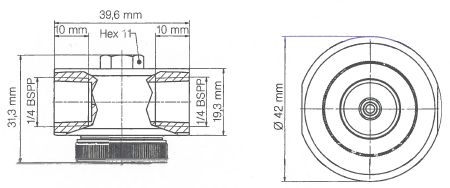 39,6 mm
10 mm
Hex 11
10 mm
31,3 mm
1/4 BSPP
1/4 BSPP
19,3 mm
Ø 42 mm